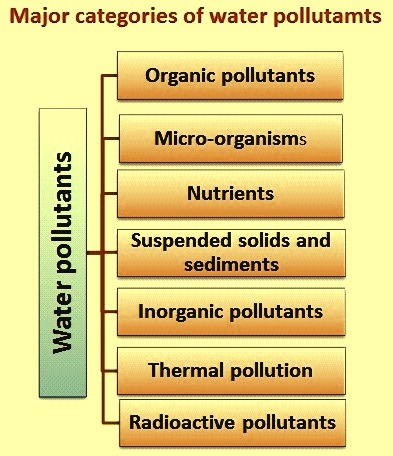 Major categories of water pollutamts
Water pollutants
Organic pollutants
Micro-organisms
Nutrients
Suspended solids and
sediments
Inorganic pollutants
Thermal pollution
Radioactive pollutants